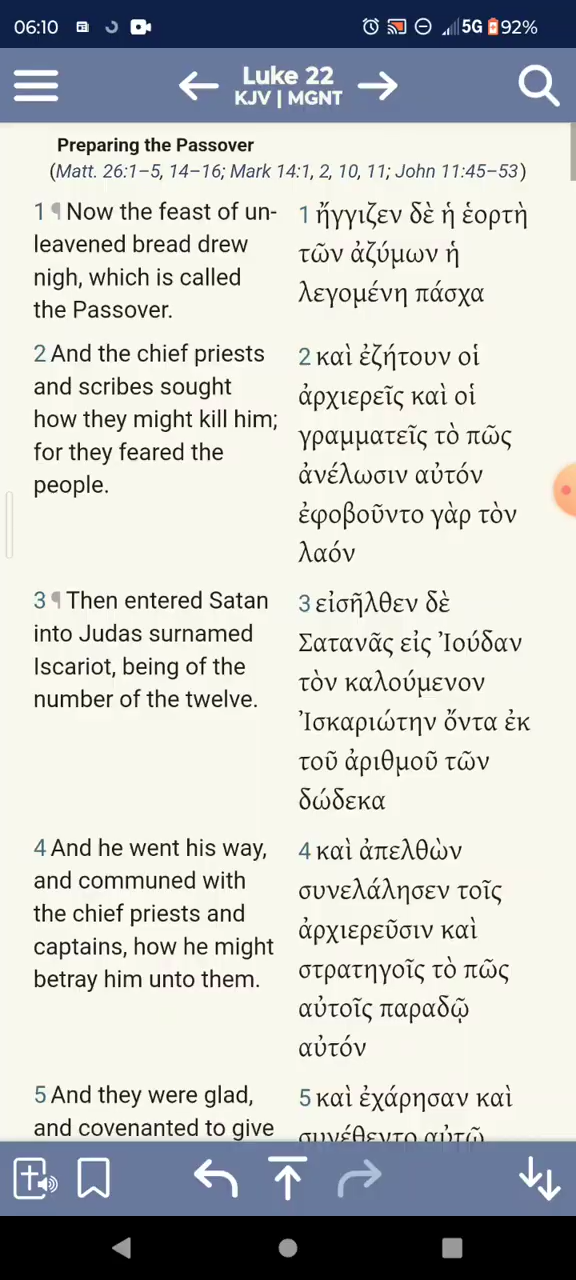 06:10
5G 92%
Luke 22
KJV | MGNT
Preparing the Passover
(Matt. 26:1–5, 14–16; Mark 14:1, 2, 10, 11; John 11:45–53)
1 ¶ Now the feast of un-
leavened bread drew
nigh, which is called
the Passover.
1 ἤγγιζεν δὲ ἡ ἑορτὴ
τῶν ἀζύμων ἡ
λεγομένη πάσχα
2 And the chief priests
and scribes sought
how they might kill him;
for they feared the
people.
2 καὶ ἐζήτουν οἱ
ἀρχιερεῖς καὶ οἱ
γραμματεῖς τὸ πῶς
ἀνέλωσιν αὐτόν
ἐφοβοῦντο γὰρ τὸν
λαόν
3 ¶ Then entered Satan
into Judas surnamed
Iscariot, being of the
number of the twelve.
3 εἰσῆλθεν δὲ
Σατανᾶς εἰς Ἰούδαν
τὸν καλούμενον
Ἰσκαριώτην ὄντα ἐκ
τοῦ ἀριθμοῦ τῶν
δώδεκα
4 And he went his way,
and communed with
the chief priests and
captains, how he might
betray him unto them.
4 καὶ ἀπελθὼν
συνελάλησεν τοῖς
ἀρχιερεῦσιν καὶ
στρατηγοῖς τὸ πῶς
αὐτοῖς παραδῷ
αὐτόν
5 And they were glad,
and covenanted to give
5 καὶ ἐχάρησαν καὶ
συνέθεντο αὐτῷ